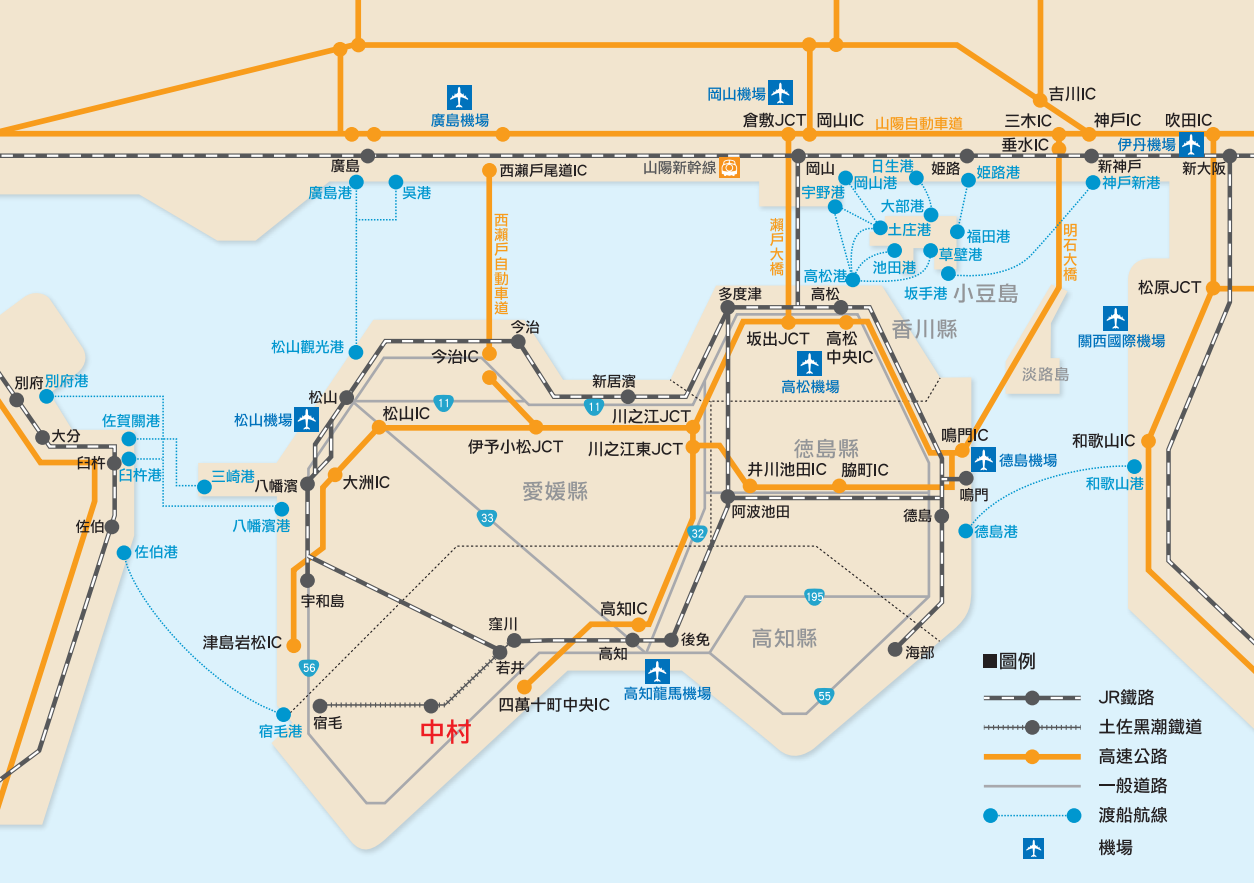 吉川IC
岡山機場
廣島機場
倉敷JCT
岡山IC
山陽自動車道
三木IC
神戶IC
吹田IC
垂水IC
伊丹機場
廣島
西瀨戶尾道IC
山陽新幹線
岡山
日生港
姬路
姬路港
新神戶
新大阪
廣島港
吳港
宇野港
岡山港
神戶新港
大部港
西瀨戶自動車道
瀨戶大橋
土庄港
福田港
明石大橋
草壁港
池田港
高松港
坂手港
小豆島
松原JCT
多度津
高松
香川縣
今治
坂出JCT
高松
中央IC
關西國際機場
松山觀光港
今治IC
高松機場
淡路島
別府
別府港
新居濱
松山
11
11
松山機場
松山IC
川之江JCT
佐賀關港
大分
伊予小松JCT
川之江東JCT
德島縣
鳴門IC
和歌山IC
臼杵
臼杵港
井川池田IC
脇町IC
德島機場
三崎港
八幡濱
大洲IC
愛媛縣
鳴門
和歌山港
八幡濱港
阿波池田
德島
佐伯
33
32
德島港
佐伯港
宇和島
高知IC
195
津島岩松IC
窪川
高知縣
後免
高知
海部
若井
56
圖例
高知龍馬機場
55
四萬十町中央IC
JR鐵路
宿毛港
宿毛
中村
土佐黑潮鐵道
高速公路
一般道路
渡船航線
機場